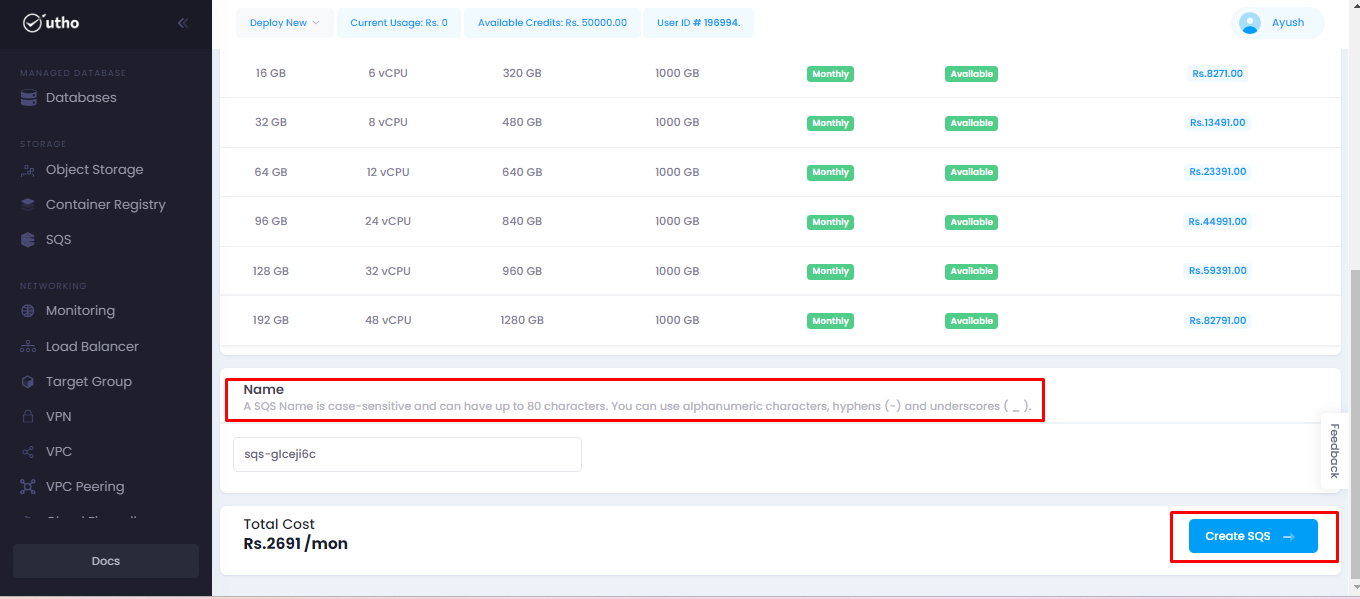 utho
Deploy New
Current Usage: Rs. 0
Available Credits: Rs. 50000.00
User ID # 196994.
Ayush
MANAGED DATABASE
Databases
STORAGE
Object Storage
Container Registry
SQS
NETWORKING
Monitoring
Load Balancer
Target Group
VPN
VPC
VPC Peering
Docs
16 GB 6 vCPU 320 GB 1000 GB Monthly Available Rs.8271.00
32 GB 8 vCPU 480 GB 1000 GB Monthly Available Rs.13491.00
64 GB 12 vCPU 640 GB 1000 GB Monthly Available Rs.23391.00
96 GB 24 vCPU 840 GB 1000 GB Monthly Available Rs.44991.00
128 GB 32 vCPU 960 GB 1000 GB Monthly Available Rs.59391.00
192 GB 48 vCPU 1280 GB 1000 GB Monthly Available Rs.82791.00
Name
A SQS Name is case-sensitive and can have up to 80 characters. You can use alphanumeric characters, hyphens (-) and underscores ( _ ).
sqs-glceji6c
Feedback
Total Cost
Rs.2691 /mon
Create SQS